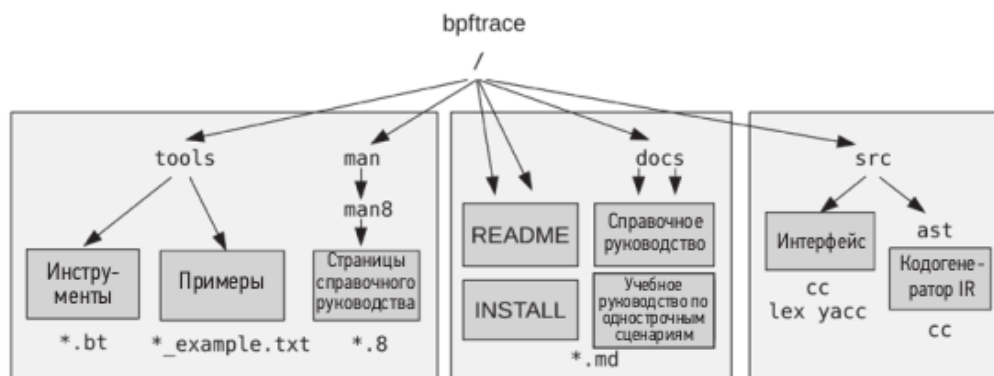 bpftrace
/
tools
man
docs
src
man8
ast
Инстру-
менты
Примеры
Страницы
справочного
руководства
README
Справочное
руководство
INSTALL
Учебное
руководство по
однострочным
сценариям
Интерфейс
Кодогене-
ратор IR
*.bt
*_example.txt
*.8
*.md
cc
lex yacc
cc